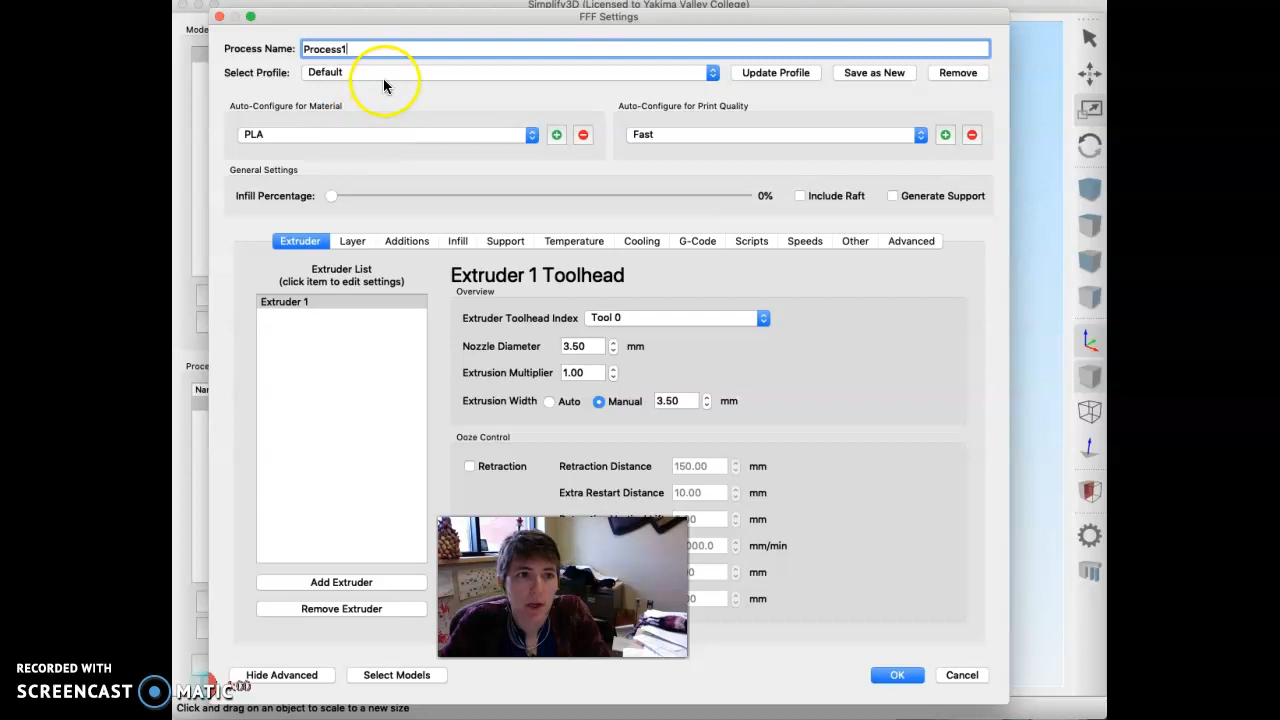 Simplify3D (Licensed to Yakima Valley College)
FFF Settings
Mode
Process Name: Process1
Select Profile: Default Update Profile Save as New Remove
Auto-Configure for Material Auto-Configure for Print Quality
PLA Fast
General Settings
Infill Percentage: 0% Include Raft Generate Support
Extruder Layer Additions Infill Support Temperature Cooling G-Code Scripts Speeds Other Advanced
Extruder List
(click item to edit settings)
Extruder 1
Extruder 1 Toolhead
Overview
Extruder Toolhead Index Tool 0
Nozzle Diameter 3.50 mm
Extrusion Multiplier 1.00
Extrusion Width Auto Manual 3.50 mm
Proce
Nan
Ooze Control
Retraction Retraction Distance 150.00 mm
Extra Restart Distance 10.00 mm
mm
000.0 mm/min
mm
mm
Add Extruder
Remove Extruder
Hide Advanced Select Models OK Cancel
RECORDED WITH
SCREENCAST MATIC
Click and drag on an object to scale to a new size